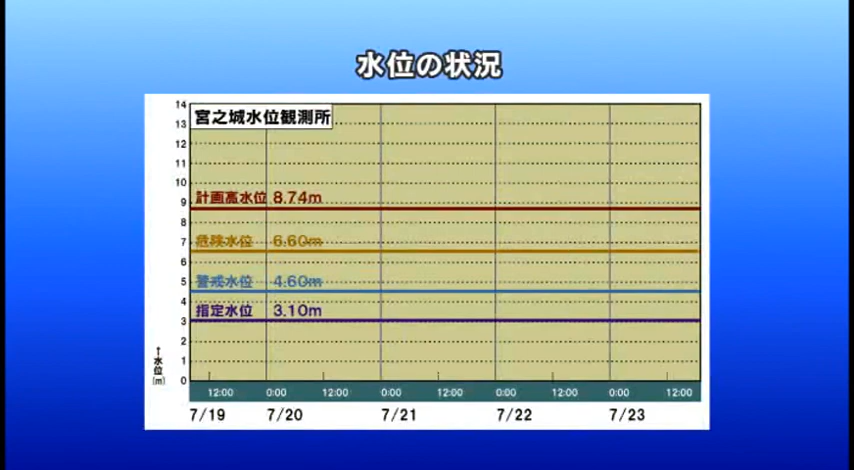 水位の状況
宮之城水位観測所
14
13
12
11
10
計画高水位 8.74m
9
8
危険水位 6.60m
7
6
警戒水位 4.60m
5
4
指定水位 3.10m
3
2
1
0
↑水位(m)
12:00 0:00 12:00 0:00 12:00 0:00 12:00 0:00 12:00
7/19 7/20 7/21 7/22 7/23